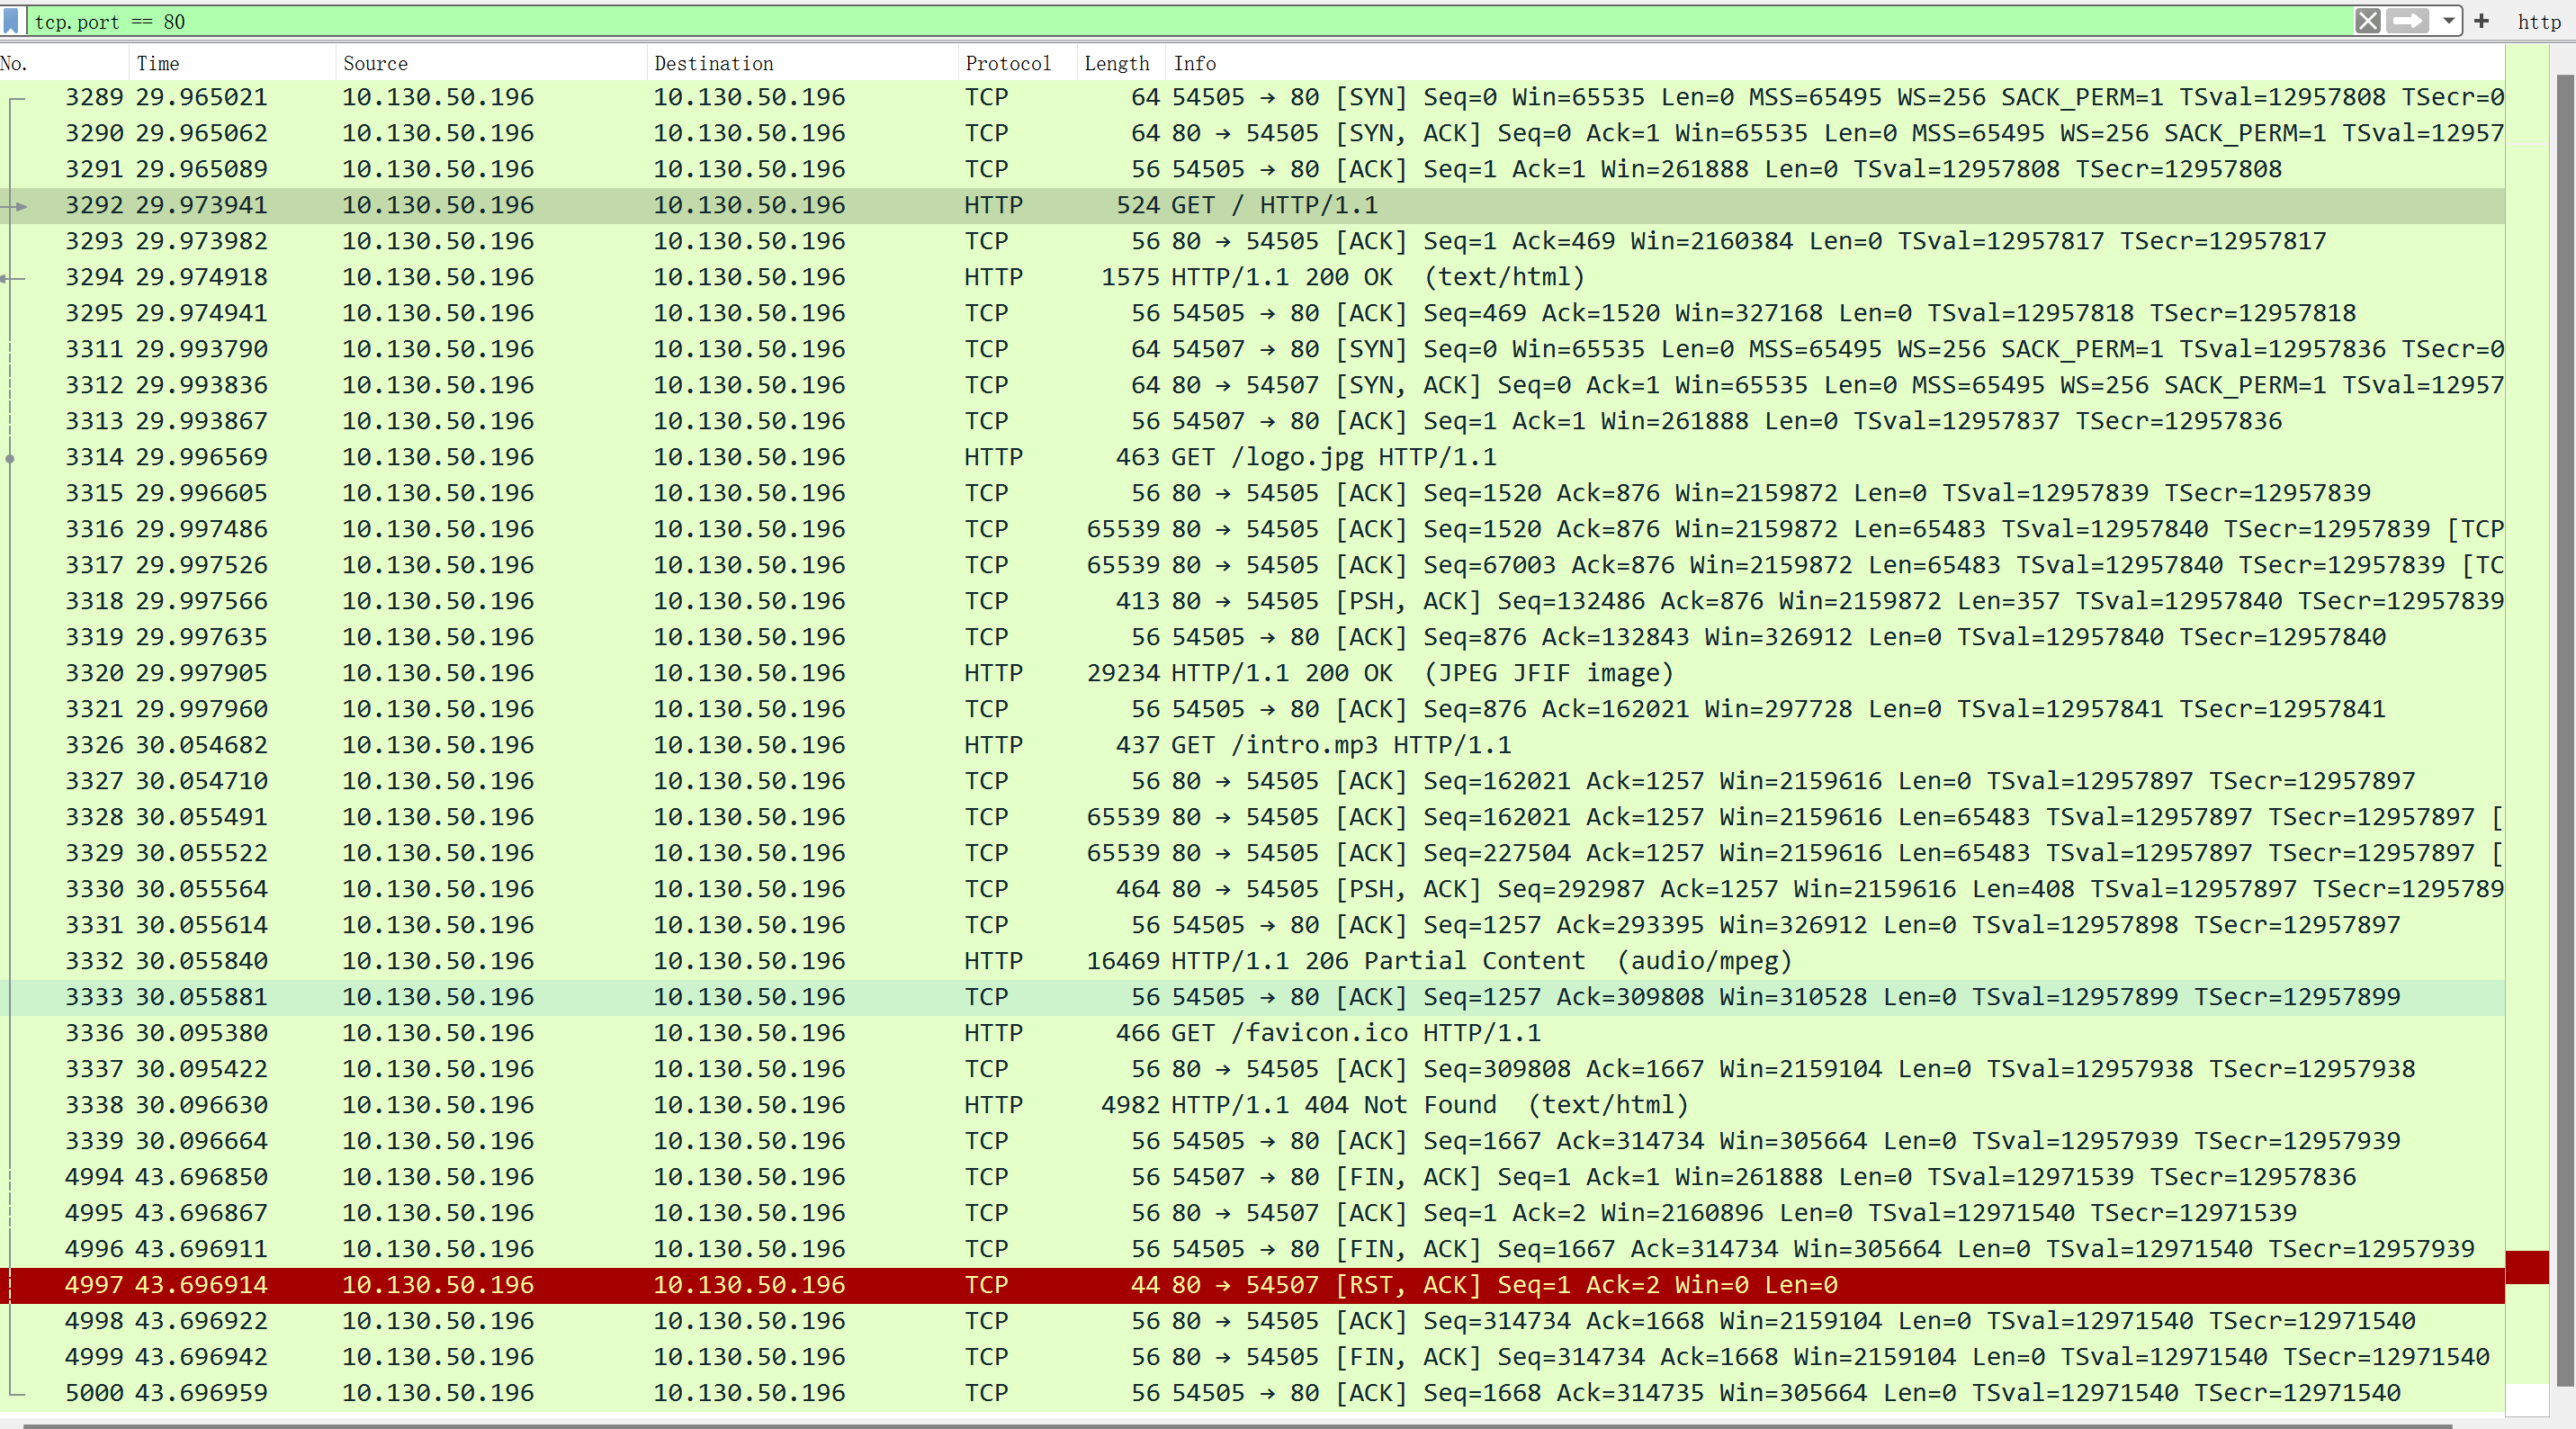 tcp.port == 80 http
No. Time Source Destination Protocol Length Info
3289 29.965021 10.130.50.196 10.130.50.196 TCP 64 54505 → 80 [SYN] Seq=0 Win=65535 Len=0 MSS=65495 WS=256 SACK_PERM=1 TSval=12957808 TSecr=0
3290 29.965062 10.130.50.196 10.130.50.196 TCP 64 80 → 54505 [SYN, ACK] Seq=0 Ack=1 Win=65535 Len=0 MSS=65495 WS=256 SACK_PERM=1 TSval=12957
3291 29.965089 10.130.50.196 10.130.50.196 TCP 56 54505 → 80 [ACK] Seq=1 Ack=1 Win=261888 Len=0 TSval=12957808 TSecr=12957808
3292 29.973941 10.130.50.196 10.130.50.196 HTTP 524 GET / HTTP/1.1
3293 29.973982 10.130.50.196 10.130.50.196 TCP 56 80 → 54505 [ACK] Seq=1 Ack=469 Win=2160384 Len=0 TSval=12957817 TSecr=12957817
3294 29.974918 10.130.50.196 10.130.50.196 HTTP 1575 HTTP/1.1 200 OK (text/html)
3295 29.974941 10.130.50.196 10.130.50.196 TCP 56 54505 → 80 [ACK] Seq=469 Ack=1520 Win=327168 Len=0 TSval=12957818 TSecr=12957818
3311 29.993790 10.130.50.196 10.130.50.196 TCP 64 54507 → 80 [SYN] Seq=0 Win=65535 Len=0 MSS=65495 WS=256 SACK_PERM=1 TSval=12957836 TSecr=0
3312 29.993836 10.130.50.196 10.130.50.196 TCP 64 80 → 54507 [SYN, ACK] Seq=0 Ack=1 Win=65535 Len=0 MSS=65495 WS=256 SACK_PERM=1 TSval=12957
3313 29.993867 10.130.50.196 10.130.50.196 TCP 56 54507 → 80 [ACK] Seq=1 Ack=1 Win=261888 Len=0 TSval=12957837 TSecr=12957836
3314 29.996569 10.130.50.196 10.130.50.196 HTTP 463 GET /logo.jpg HTTP/1.1
3315 29.996605 10.130.50.196 10.130.50.196 TCP 56 80 → 54505 [ACK] Seq=1520 Ack=876 Win=2159872 Len=0 TSval=12957839 TSecr=12957839
3316 29.997486 10.130.50.196 10.130.50.196 TCP 65539 80 → 54505 [ACK] Seq=1520 Ack=876 Win=2159872 Len=65483 TSval=12957840 TSecr=12957839 [TCP
3317 29.997526 10.130.50.196 10.130.50.196 TCP 65539 80 → 54505 [ACK] Seq=67003 Ack=876 Win=2159872 Len=65483 TSval=12957840 TSecr=12957839 [TC
3318 29.997566 10.130.50.196 10.130.50.196 TCP 413 80 → 54505 [PSH, ACK] Seq=132486 Ack=876 Win=2159872 Len=357 TSval=12957840 TSecr=12957839
3319 29.997635 10.130.50.196 10.130.50.196 TCP 56 54505 → 80 [ACK] Seq=876 Ack=132843 Win=326912 Len=0 TSval=12957840 TSecr=12957840
3320 29.997905 10.130.50.196 10.130.50.196 HTTP 29234 HTTP/1.1 200 OK (JPEG JFIF image)
3321 29.997960 10.130.50.196 10.130.50.196 TCP 56 54505 → 80 [ACK] Seq=876 Ack=162021 Win=297728 Len=0 TSval=12957841 TSecr=12957841
3326 30.054682 10.130.50.196 10.130.50.196 HTTP 437 GET /intro.mp3 HTTP/1.1
3327 30.054710 10.130.50.196 10.130.50.196 TCP 56 80 → 54505 [ACK] Seq=162021 Ack=1257 Win=2159616 Len=0 TSval=12957897 TSecr=12957897
3328 30.055491 10.130.50.196 10.130.50.196 TCP 65539 80 → 54505 [ACK] Seq=162021 Ack=1257 Win=2159616 Len=65483 TSval=12957897 TSecr=12957897 [
3329 30.055522 10.130.50.196 10.130.50.196 TCP 65539 80 → 54505 [ACK] Seq=227504 Ack=1257 Win=2159616 Len=65483 TSval=12957897 TSecr=12957897 [
3330 30.055564 10.130.50.196 10.130.50.196 TCP 464 80 → 54505 [PSH, ACK] Seq=292987 Ack=1257 Win=2159616 Len=408 TSval=12957897 TSecr=1295789
3331 30.055614 10.130.50.196 10.130.50.196 TCP 56 54505 → 80 [ACK] Seq=1257 Ack=293395 Win=326912 Len=0 TSval=12957898 TSecr=12957897
3332 30.055840 10.130.50.196 10.130.50.196 HTTP 16469 HTTP/1.1 206 Partial Content (audio/mpeg)
3333 30.055881 10.130.50.196 10.130.50.196 TCP 56 54505 → 80 [ACK] Seq=1257 Ack=309808 Win=310528 Len=0 TSval=12957899 TSecr=12957899
3336 30.095380 10.130.50.196 10.130.50.196 HTTP 466 GET /favicon.ico HTTP/1.1
3337 30.095422 10.130.50.196 10.130.50.196 TCP 56 80 → 54505 [ACK] Seq=309808 Ack=1667 Win=2159104 Len=0 TSval=12957938 TSecr=12957938
3338 30.096630 10.130.50.196 10.130.50.196 HTTP 4982 HTTP/1.1 404 Not Found (text/html)
3339 30.096664 10.130.50.196 10.130.50.196 TCP 56 54505 → 80 [ACK] Seq=1667 Ack=314734 Win=305664 Len=0 TSval=12957939 TSecr=12957939
4994 43.696850 10.130.50.196 10.130.50.196 TCP 56 54507 → 80 [FIN, ACK] Seq=1 Ack=1 Win=261888 Len=0 TSval=12971539 TSecr=12957836
4995 43.696867 10.130.50.196 10.130.50.196 TCP 56 80 → 54507 [ACK] Seq=1 Ack=2 Win=2160896 Len=0 TSval=12971540 TSecr=12971539
4996 43.696911 10.130.50.196 10.130.50.196 TCP 56 54505 → 80 [FIN, ACK] Seq=1667 Ack=314734 Win=305664 Len=0 TSval=12971540 TSecr=12957939
4997 43.696914 10.130.50.196 10.130.50.196 TCP 44 80 → 54507 [RST, ACK] Seq=1 Ack=2 Win=0 Len=0
4998 43.696922 10.130.50.196 10.130.50.196 TCP 56 80 → 54505 [ACK] Seq=314734 Ack=1668 Win=2159104 Len=0 TSval=12971540 TSecr=12971540
4999 43.696942 10.130.50.196 10.130.50.196 TCP 56 80 → 54505 [FIN, ACK] Seq=314734 Ack=1668 Win=2159104 Len=0 TSval=12971540 TSecr=12971540
5000 43.696959 10.130.50.196 10.130.50.196 TCP 56 54505 → 80 [ACK] Seq=1668 Ack=314735 Win=305664 Len=0 TSval=12971540 TSecr=12971540